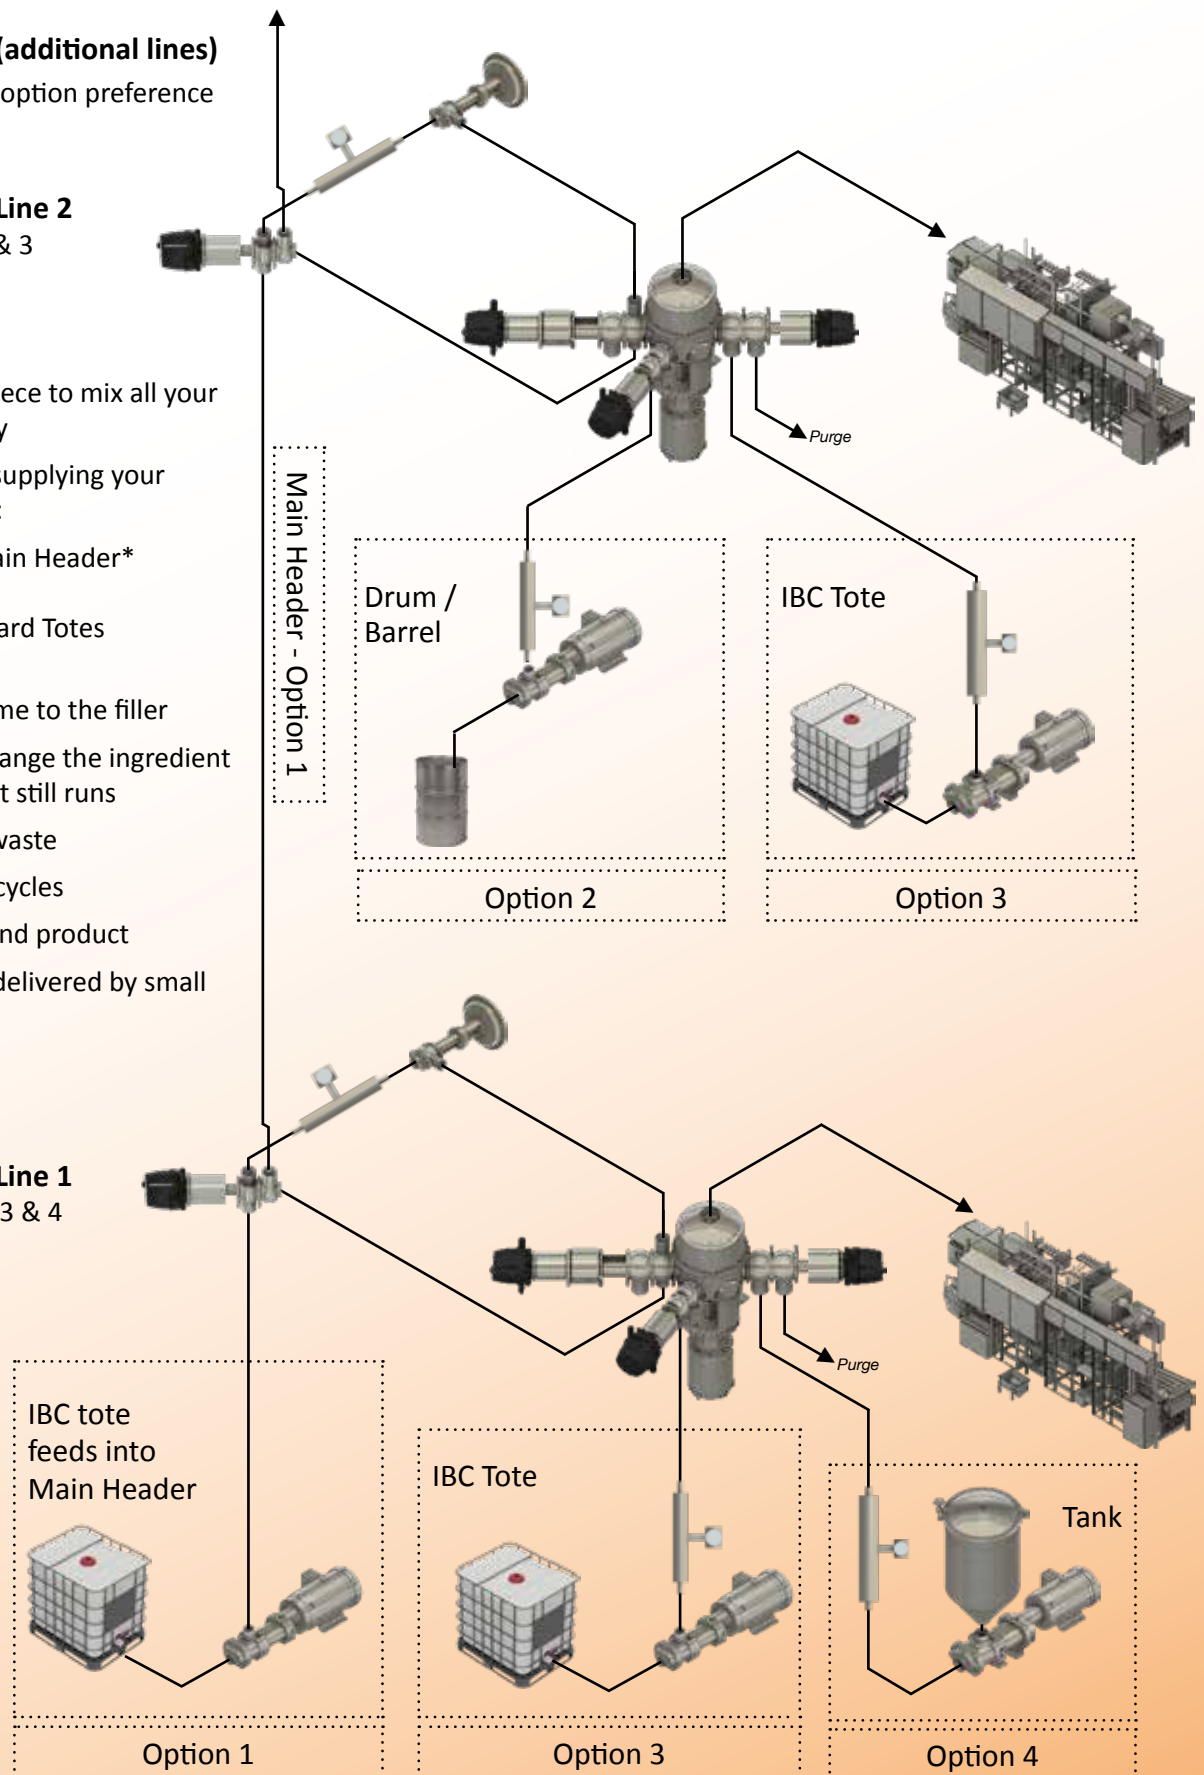 (additional lines)
option preference
Line 2
& 3
ece to mix all your
y
supplying your
:
ain Header*
ard Totes
me to the filler
ange the ingredient
t still runs
waste
cycles
nd product
delivered by small
Main Header - Option 1
Purge
Drum /
Barrel
IBC Tote
Option 2
Option 3
Line 1
3 & 4
Purge
IBC tote
feeds into
Main Header
IBC Tote
Tank
Option 1
Option 3
Option 4